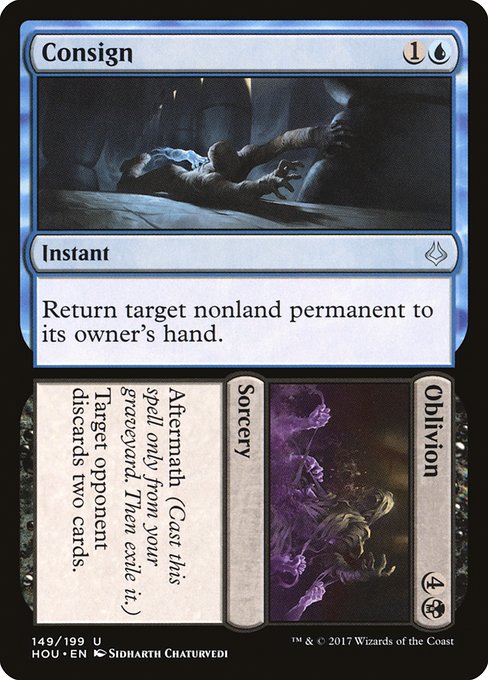 Consign
1
Instant
Return target nonland permanent to
its owner's hand.
Oblivion
4
Sorcery
Aftermath (Cast this
spell only from your
graveyard. Then exile it.)
Target opponent
discards two cards.
149/199 U
HOU • EN Sidharth Chaturvedi
™ & © 2017 Wizards of the Coast